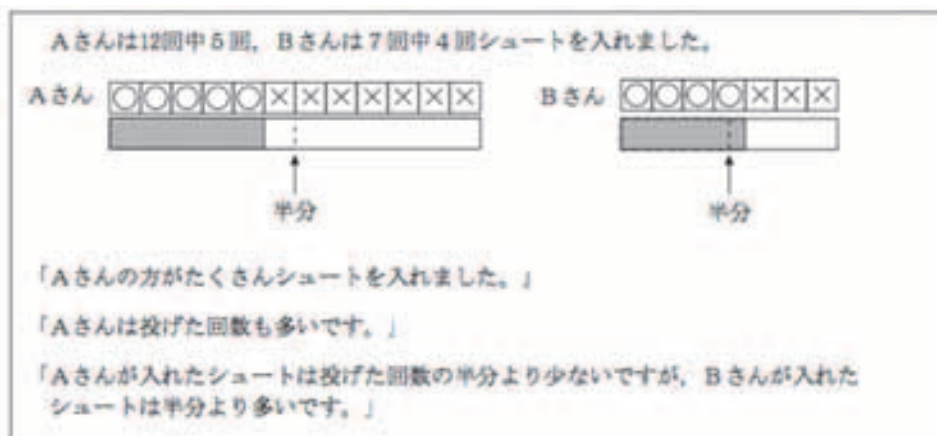 Aさんは12回中5回，Bさんは7回中4回シュートを入れました。
Aさん ○○○○○×××××××
Bさん ○○○○×××
半分
半分
「Aさんの方がたくさんシュートを入れました。」
「Aさんは投げた回数も多いです。」
「Aさんが入れたシュートは投げた回数の半分より少ないですが，Bさんが入れた
シュートは半分より多いです。」